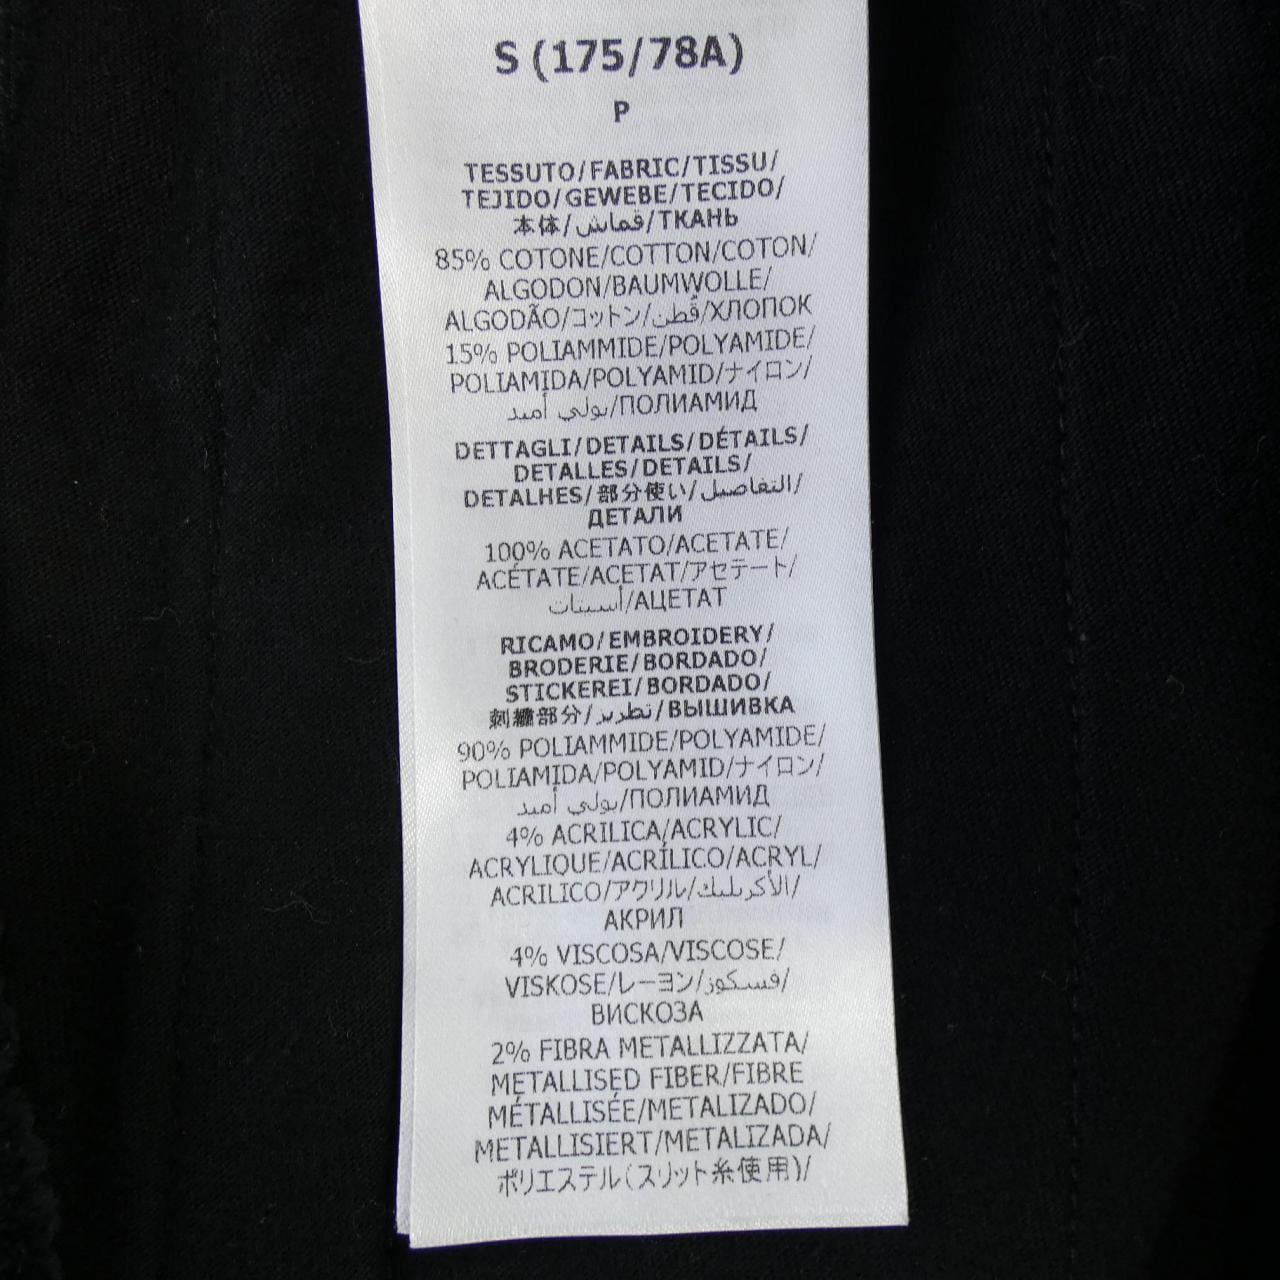 S (175/78A)
P
TESSUTO/FABRIC/TISSU/
TEJIDO/GEWEBE/TECIDO/
本体/قماش/ТКАНЬ
85% COTONE/COTTON/COTON/
ALGODON/BAUMWOLLE/
ALGODÃO/コットン/قُطن/ХЛОПОК
15% POLIAMMIDE/POLYAMIDE/
POLIAMIDA/POLYAMID/ナイロン/
بولي أميد/ПОЛИАМИД
DETTAGLI/DETAILS/DÉTAILS/
DETALLES/DETAILS/
DETALHES/部分使い/التفاصيل/
ДЕТАЛИ
100% ACETATO/ACETATE/
ACÉTATE/ACETAT/アセテート/
أسيتات/АЦЕТАТ
RICAMO/EMBROIDERY/
BRODERIE/BORDADO/
STICKEREI/BORDADO/
刺繍部分/تطريز/ВЫШИВКА
90% POLIAMMIDE/POLYAMIDE/
POLIAMIDA/POLYAMID/ナイロン/
بولي أميد/ПОЛИАМИД
4% ACRILICA/ACRYLIC/
ACRYLIQUE/ACRÍLICO/ACRYL/
ACRILICO/アクリル/الأكريليك/
АКРИЛ
4% VISCOSA/VISCOSE/
VISKOSE/レーヨン/فسكوز/
ВИСКОЗА
2% FIBRA METALLIZZATA/
METALLISED FIBER/FIBRE
MÉTALLISÉE/METALIZADO/
METALLISIERT/METALIZADA/
ポリエステル(スリット糸使用)/